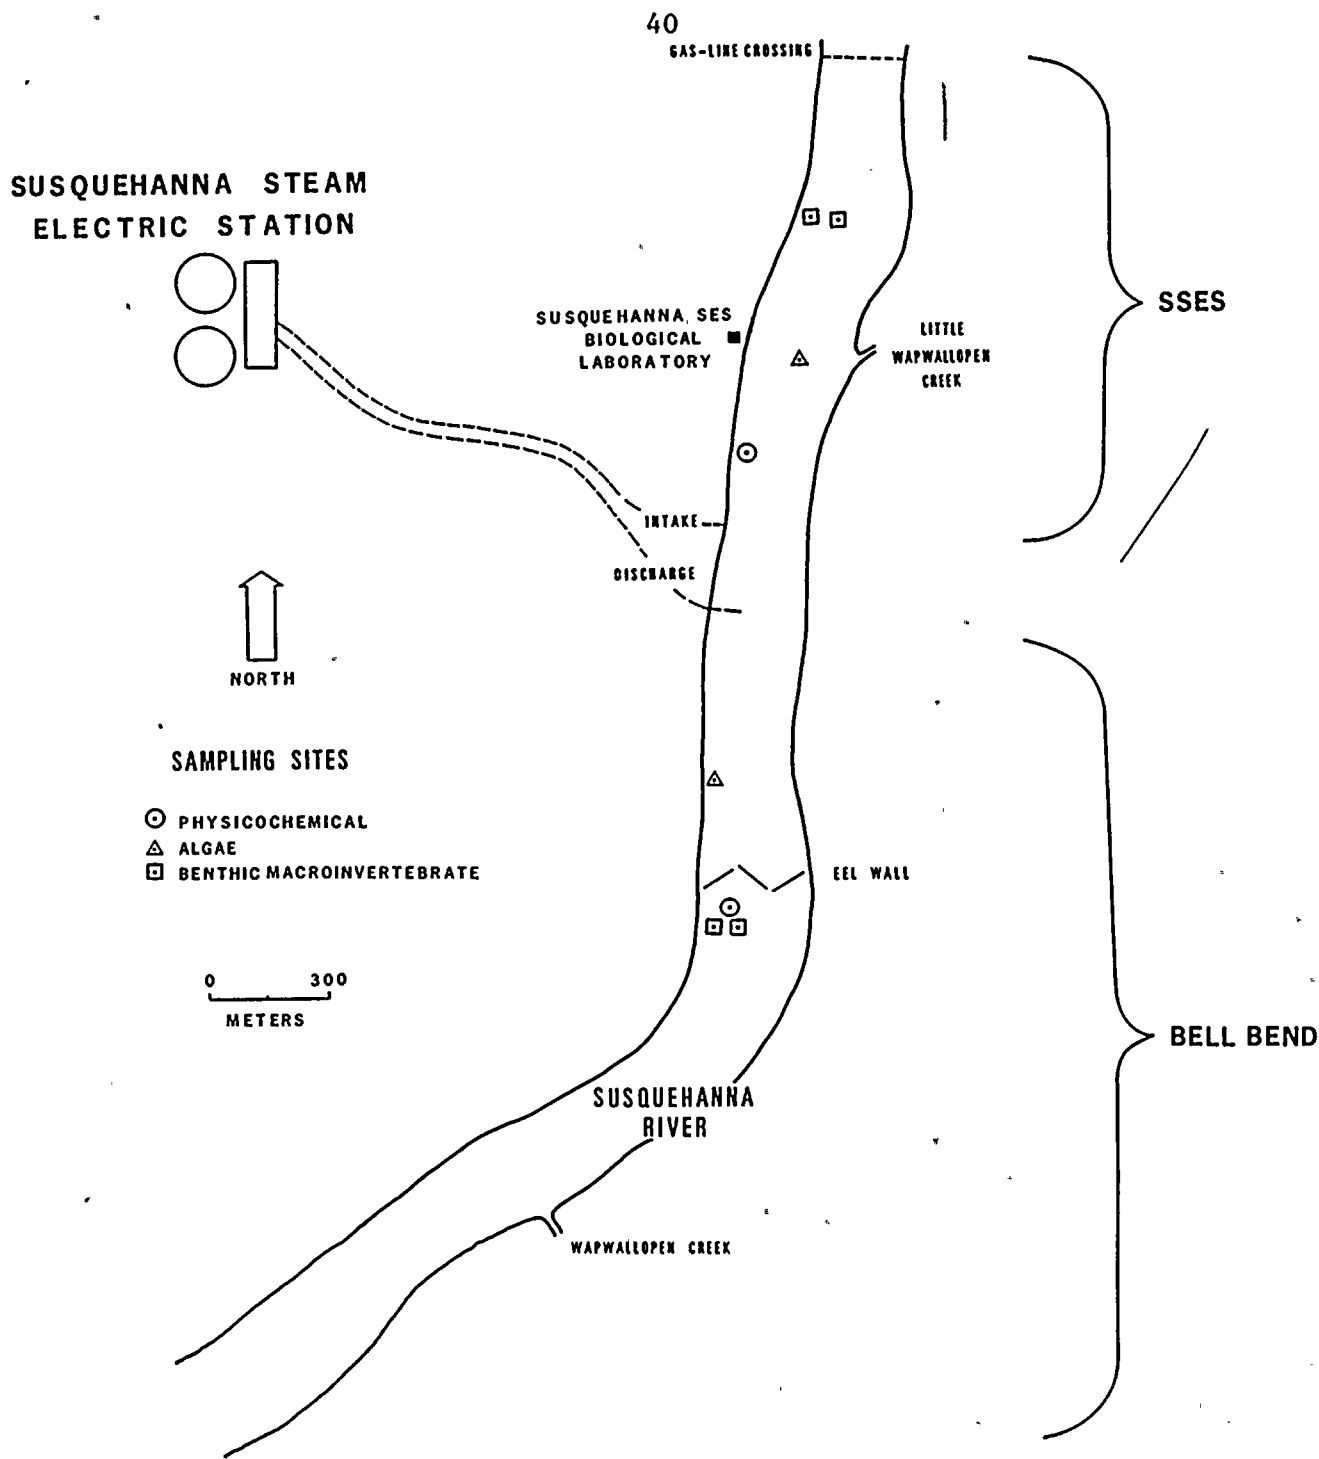 40
GAS-LINE CROSSING
SUSQUEHANNA STEAM
ELECTRIC STATION
SSES
SUSQUEHANNA SES
BIOLOGICAL
LABORATORY
LITTLE
WAPWALLOPEN
CREEK
INTAKE
DISCHARGE
NORTH
SAMPLING SITES
PHYSICOCHEMICAL
ALGAE
BENTHIC MACROINVERTEBRATE
EEL WALL
0 300
METERS
BELL BEND
SUSQUEHANNA
RIVER
WAPWALLOPEN CREEK